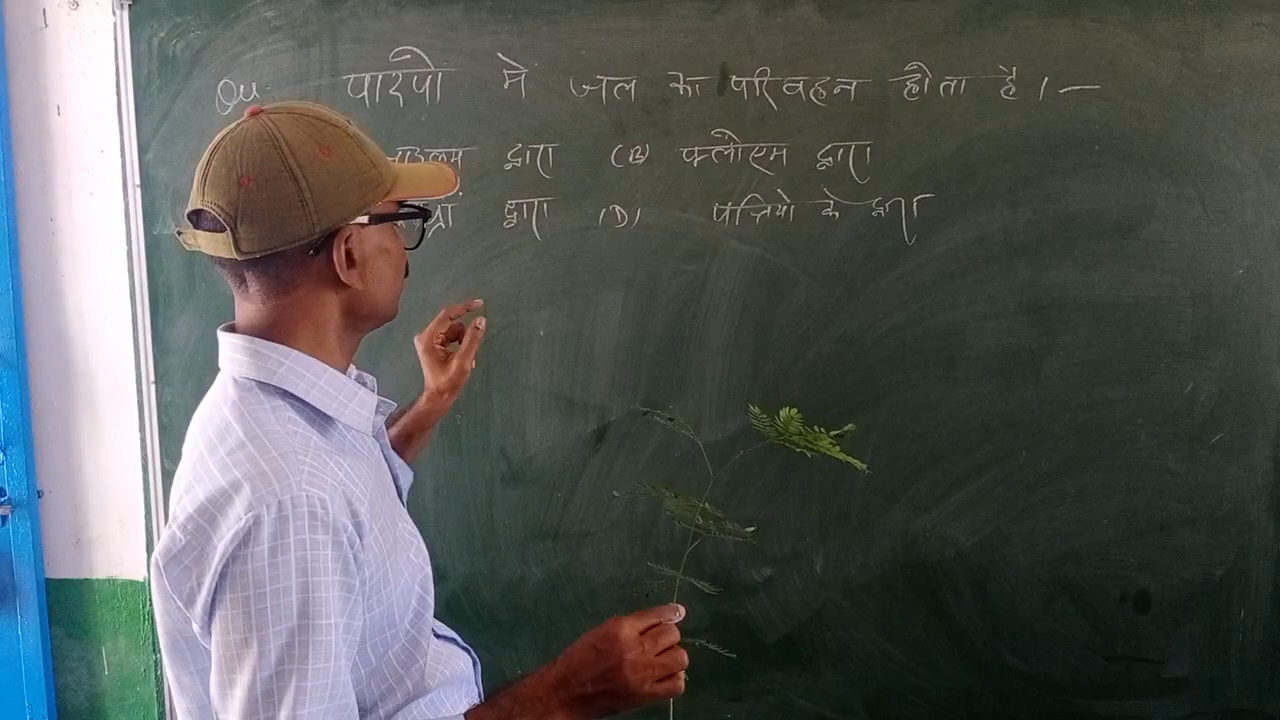 Qu. पादपो में जल का परिवहन होता है।—
द्वारा (B) फ्लोएम द्वारा
द्वारा (D) पत्तियो के द्वारा